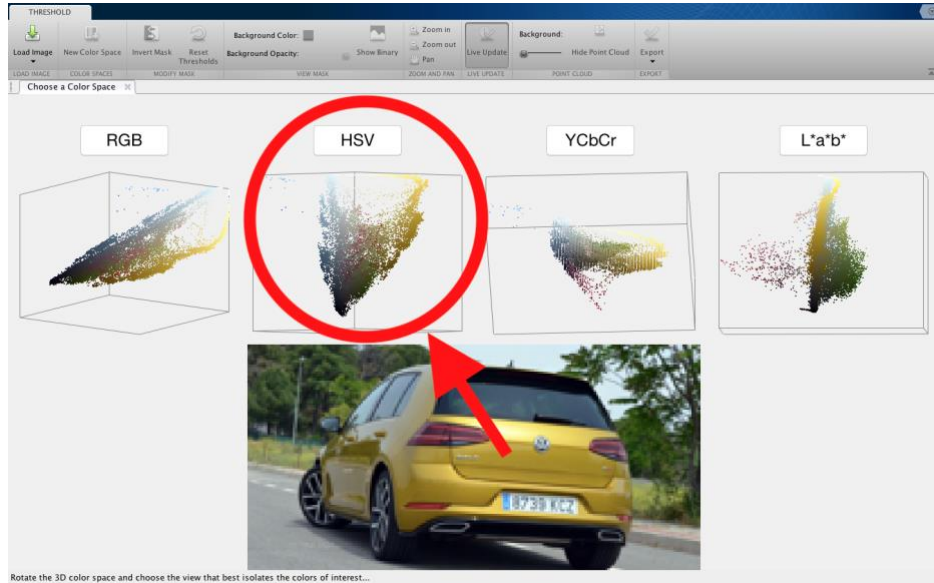 THRESHOLD
Load Image
New Color Space
Invert Mask
Reset Thresholds
Background Color:
Background Opacity:
Show Binary
Zoom in
Zoom out
Pan
Live Update
Background:
Hide Point Cloud
Export
LOAD IMAGE
COLOR SPACES
MODIFY MASK
VIEW MASK
ZOOM AND PAN
LIVE UPDATE
POINT CLOUD
EXPORT
Choose a Color Space
RGB
HSV
YCbCr
L*a*b*
8739 KCZ
Rotate the 3D color space and choose the view that best isolates the colors of interest...